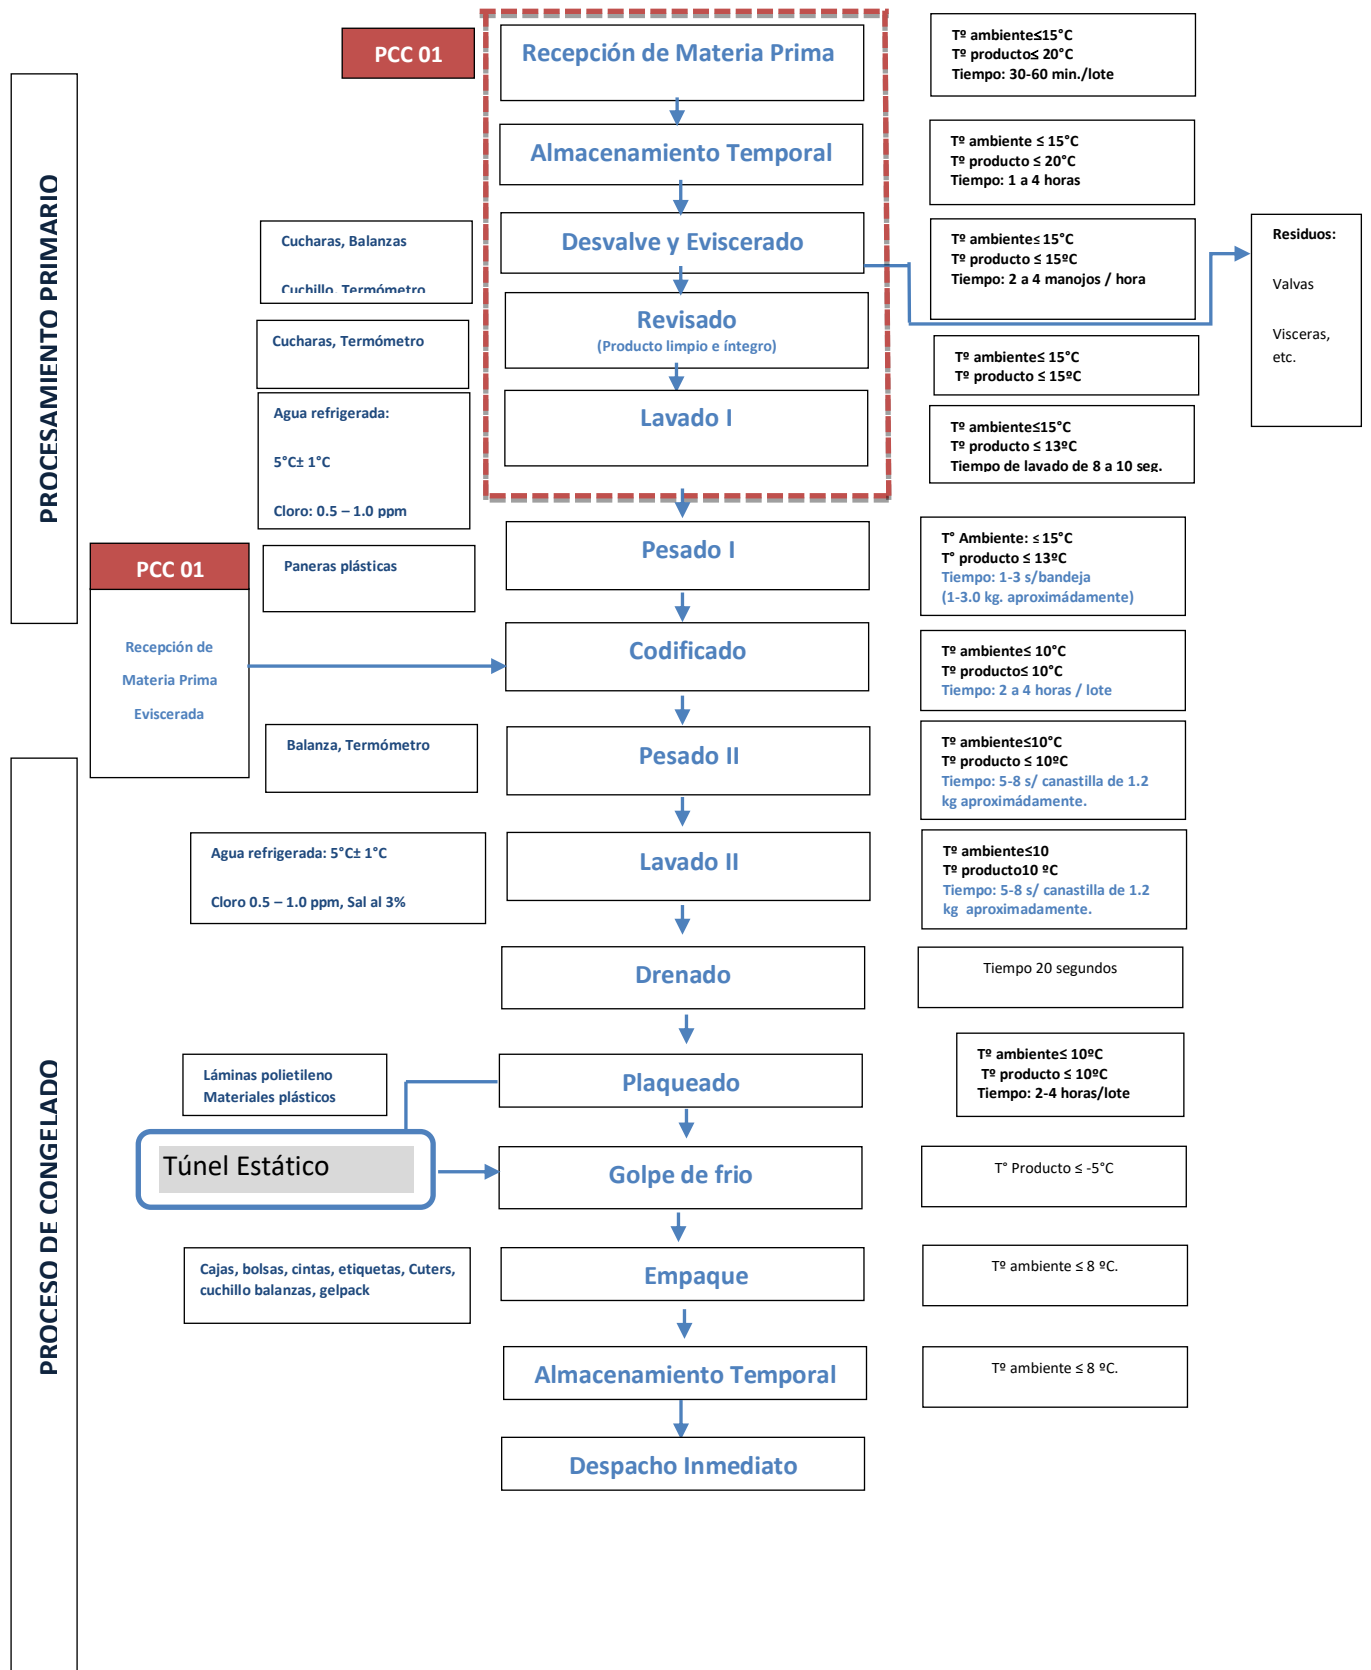 PCC 01
Recepción de Materia Prima
Tº ambiente≤15°C
Tº producto≤ 20°C
Tiempo: 30-60 min./lote
PROCESAMIENTO PRIMARIO
Almacenamiento Temporal
Tº ambiente ≤ 15°C
Tº producto ≤ 20°C
Tiempo: 1 a 4 horas
Cucharas, Balanzas
Cuchillo, Termómetro
Desvalve y Eviscerado
Tº ambiente≤ 15°C
Tº producto ≤ 15ºC
Tiempo: 2 a 4 manojos / hora
Residuos:
Valvas
Visceras,
etc.
Cucharas, Termómetro
Revisado
(Producto limpio e íntegro)
Tº ambiente≤ 15°C
Tº producto ≤ 15ºC
Agua refrigerada:
5°C± 1°C
Cloro: 0.5 – 1.0 ppm
Lavado I
Tº ambiente≤15°C
Tº producto ≤ 13ºC
Tiempo de lavado de 8 a 10 seg.
Paneras plásticas
Pesado I
T° Ambiente: ≤ 15°C
T° producto ≤ 13ºC
Tiempo: 1-3 s/bandeja
(1-3.0 kg. aproximádamente)
PCC 01
Recepción de
Materia Prima
Eviscerada
Codificado
Tº ambiente≤ 10°C
Tº producto≤ 10°C
Tiempo: 2 a 4 horas / lote
Balanza, Termómetro
Pesado II
Tº ambiente≤10°C
Tº producto ≤ 10ºC
Tiempo: 5-8 s/ canastilla de 1.2
kg aproximádamente.
PROCESO DE CONGELADO
Agua refrigerada: 5°C± 1°C
Cloro 0.5 – 1.0 ppm, Sal al 3%
Lavado II
Tº ambiente≤10
Tº producto10 ºC
Tiempo: 5-8 s/ canastilla de 1.2
kg aproximadamente.
Drenado
Tiempo 20 segundos
Láminas polietileno
Materiales plásticos
Plaqueado
Tº ambiente≤ 10ºC
Tº producto ≤ 10ºC
Tiempo: 2-4 horas/lote
Túnel Estático
Golpe de frio
T° Producto ≤ -5°C
Cajas, bolsas, cintas, etiquetas, Cuters,
cuchillo balanzas, gelpack
Empaque
Tº ambiente ≤ 8 ºC.
Almacenamiento Temporal
Tº ambiente ≤ 8 ºC.
Despacho Inmediato